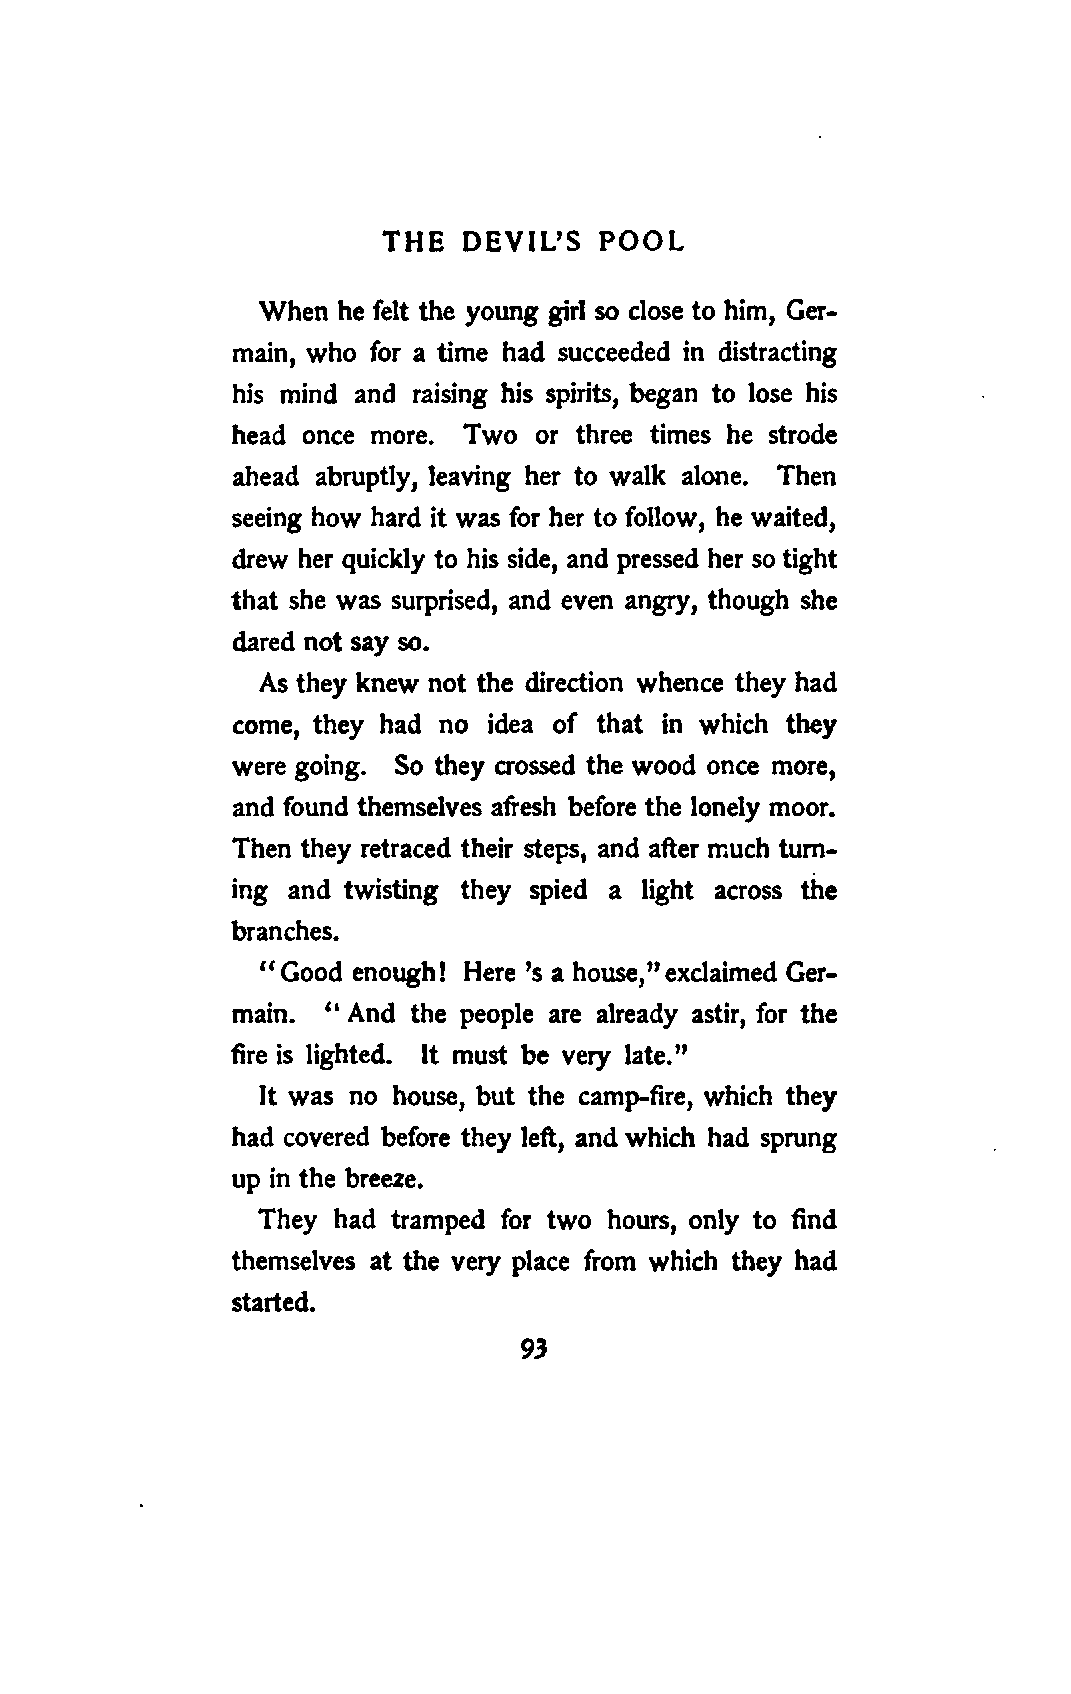 THE DEVIL'S POOL
When he felt the young girl so close to him, Ger-
main, who for a time had succeeded in distracting
his mind and raising his spirits, began to lose his
head once more. Two or three times he strode
ahead abruptly, leaving her to walk alone. Then
seeing how hard it was for her to follow, he waited,
drew her quickly to his side, and pressed her so tight
that she was surprised, and even angry, though she
dared not say so.
As they knew not the direction whence they had
come, they had no idea of that in which they
were going. So they crossed the wood once more,
and found themselves afresh before the lonely moor.
Then they retraced their steps, and after much turn-
ing and twisting they spied a light across the
branches.
"Good enough! Here 's a house," exclaimed Ger-
main. "And the people are already astir, for the
fire is lighted. It must be very late."
It was no house, but the camp-fire, which they
had covered before they left, and which had sprung
up in the breeze.
They had tramped for two hours, only to find
themselves at the very place from which they had
started.
93